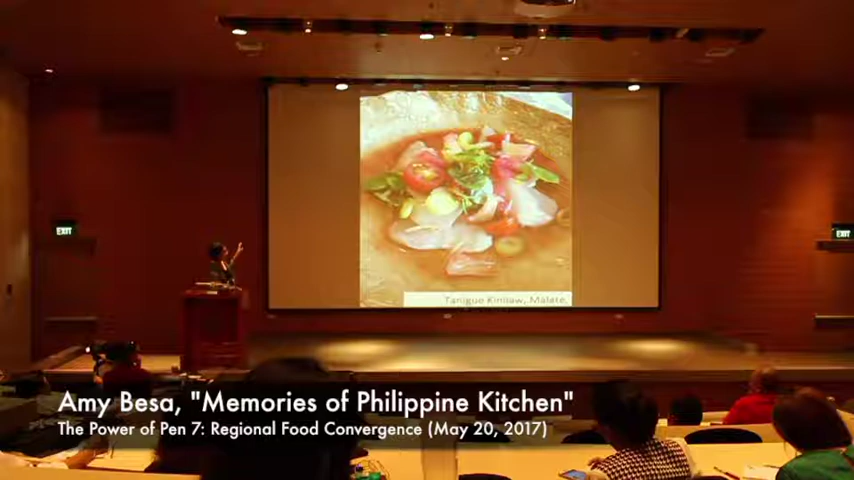 EXIT
EXIT
Tanigue Kinilaw, Malate,
Amy Besa, "Memories of Philippine Kitchen"
The Power of Pen 7: Regional Food Convergence (May 20, 2017)